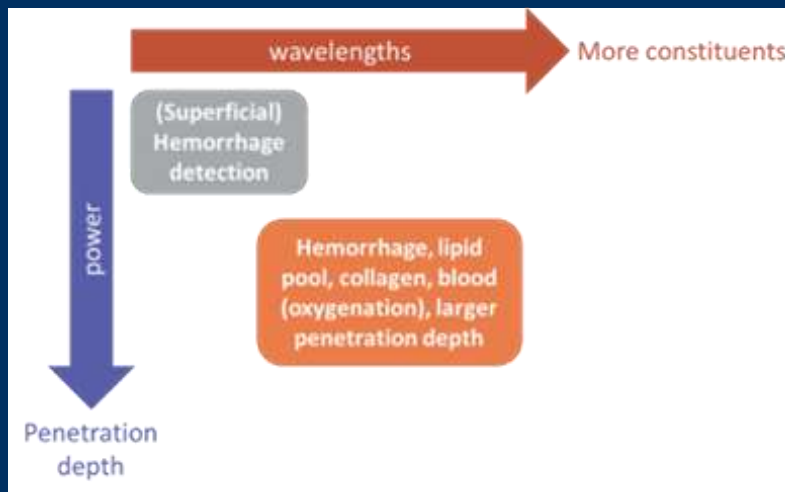 wavelengths
More constituents
(Superficial)
Hemorrhage
detection
power
Hemorrhage, lipid
pool, collagen, blood
(oxygenation), larger
penetration depth
Penetration
depth